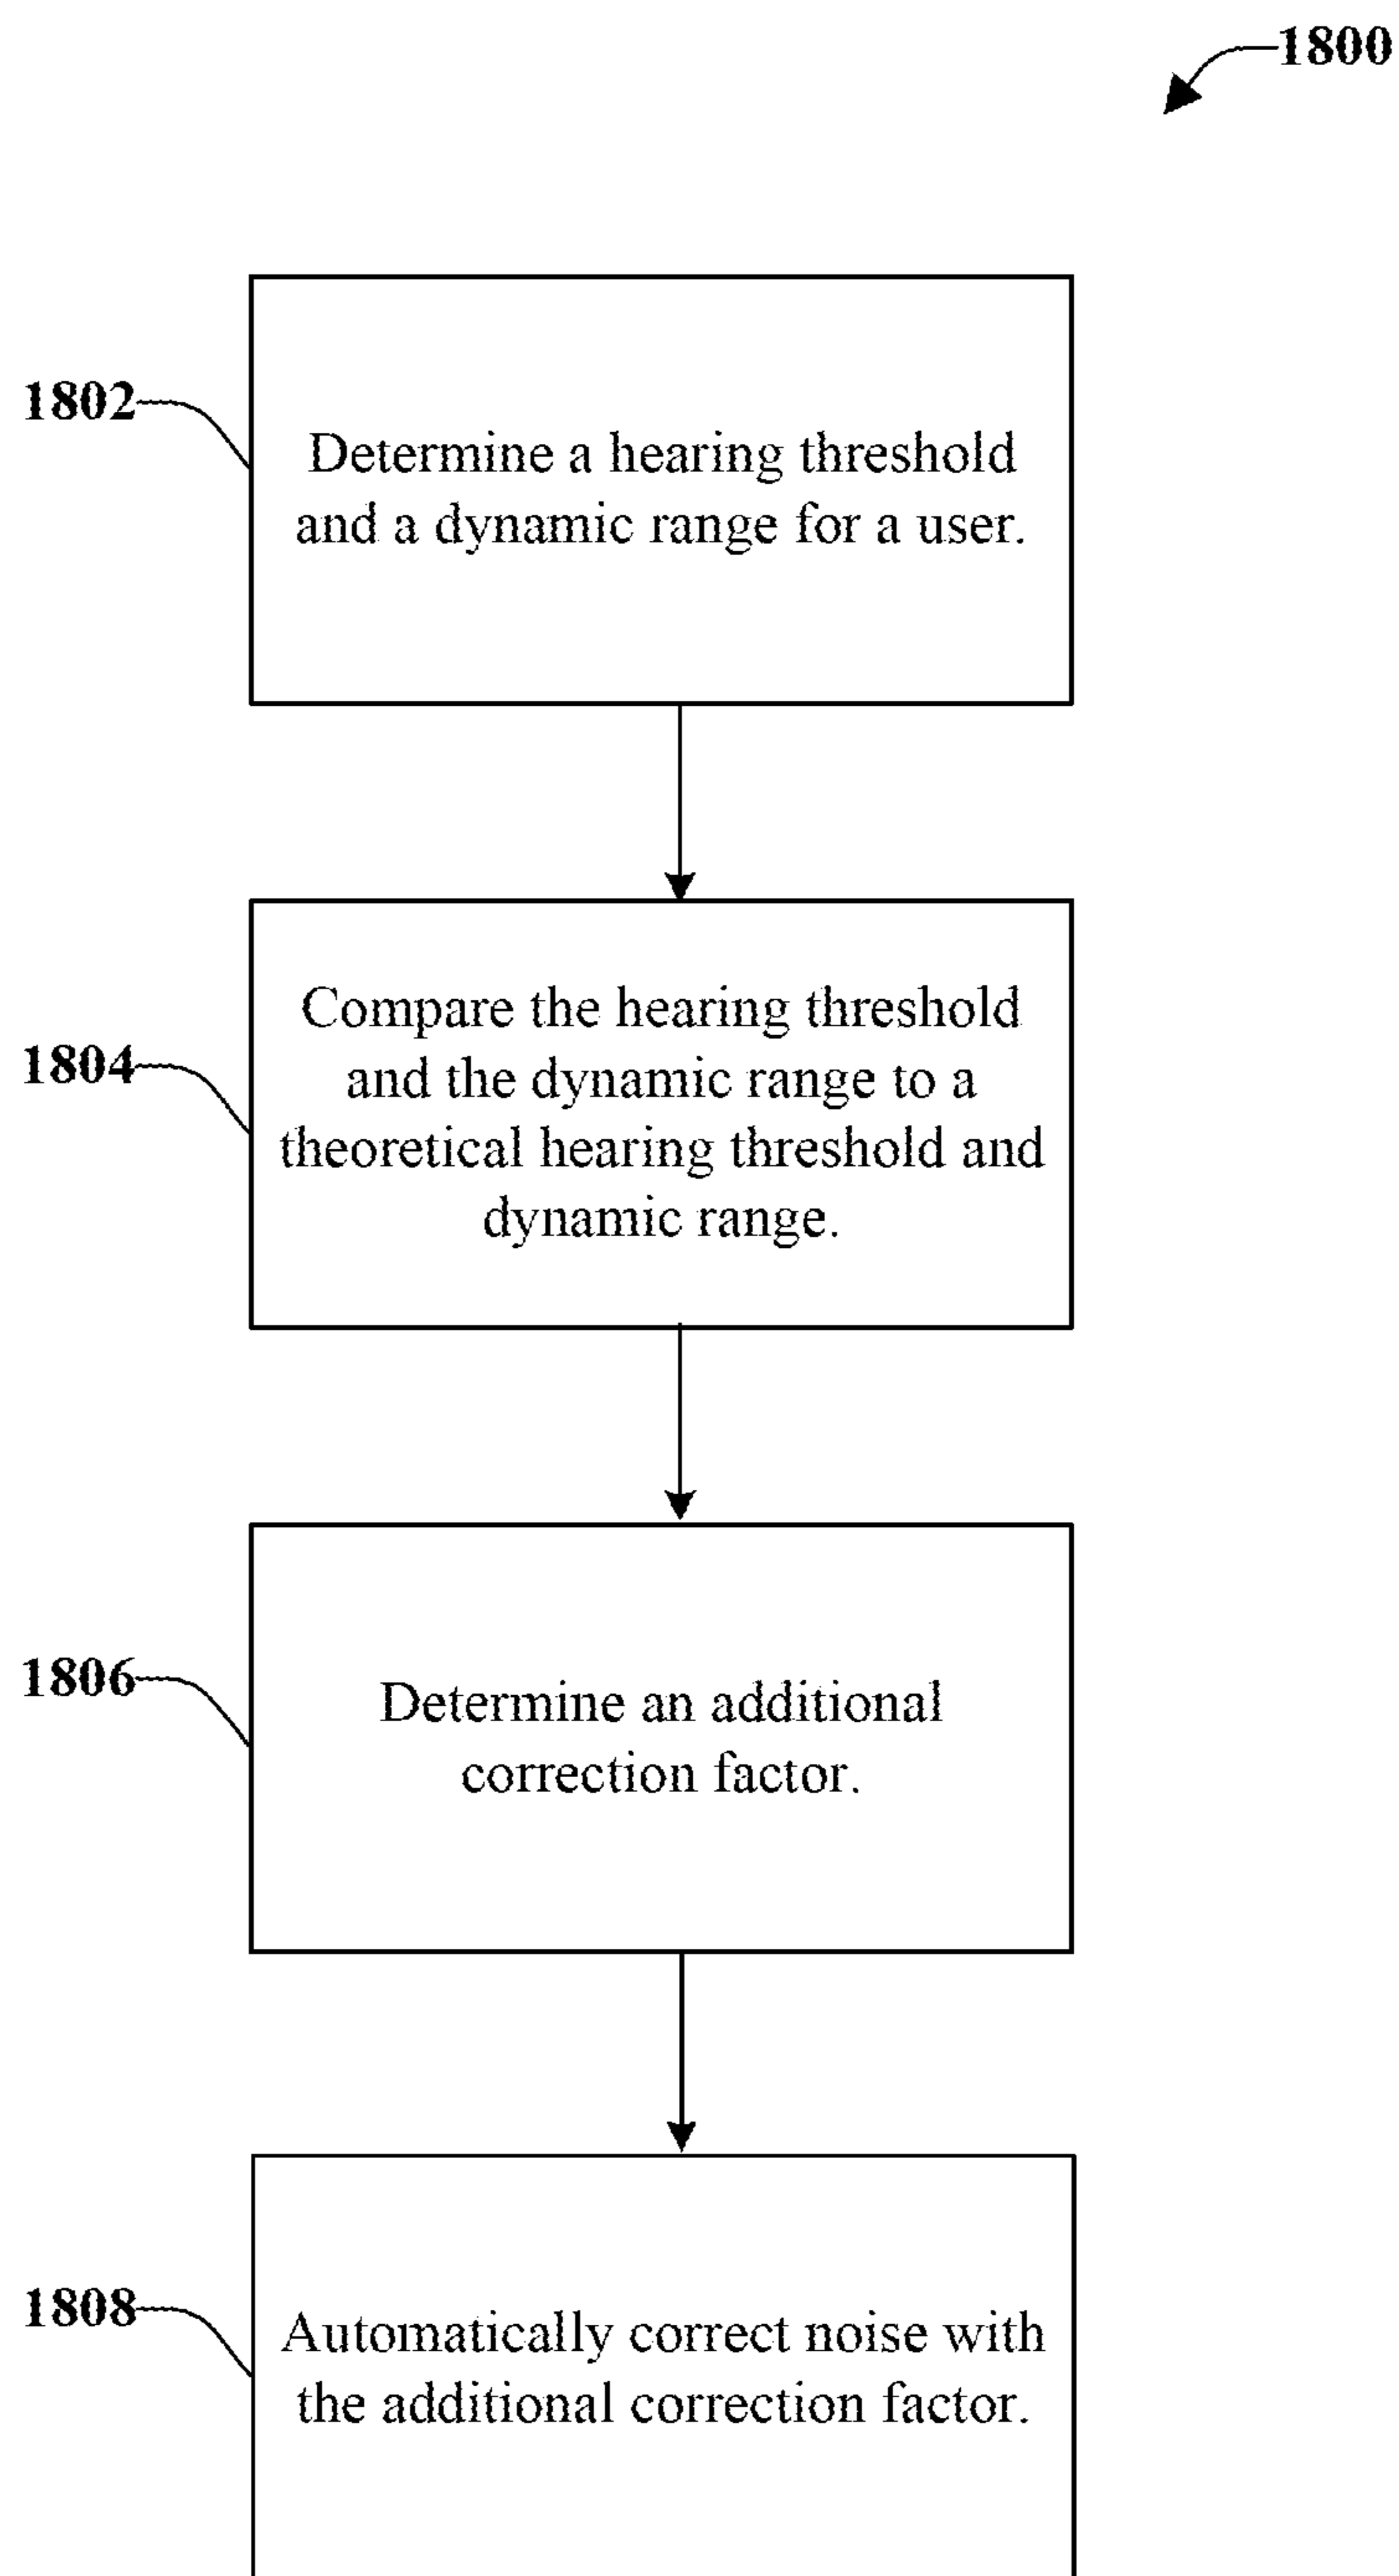 1800
1802
Determine a hearing threshold
and a dynamic range for a user.
1804
Compare the hearing threshold
and the dynamic range to a
theoretical hearing threshold and
dynamic range.
1806
Determine an additional
correction factor.
1808
Automatically correct noise with
the additional correction factor.